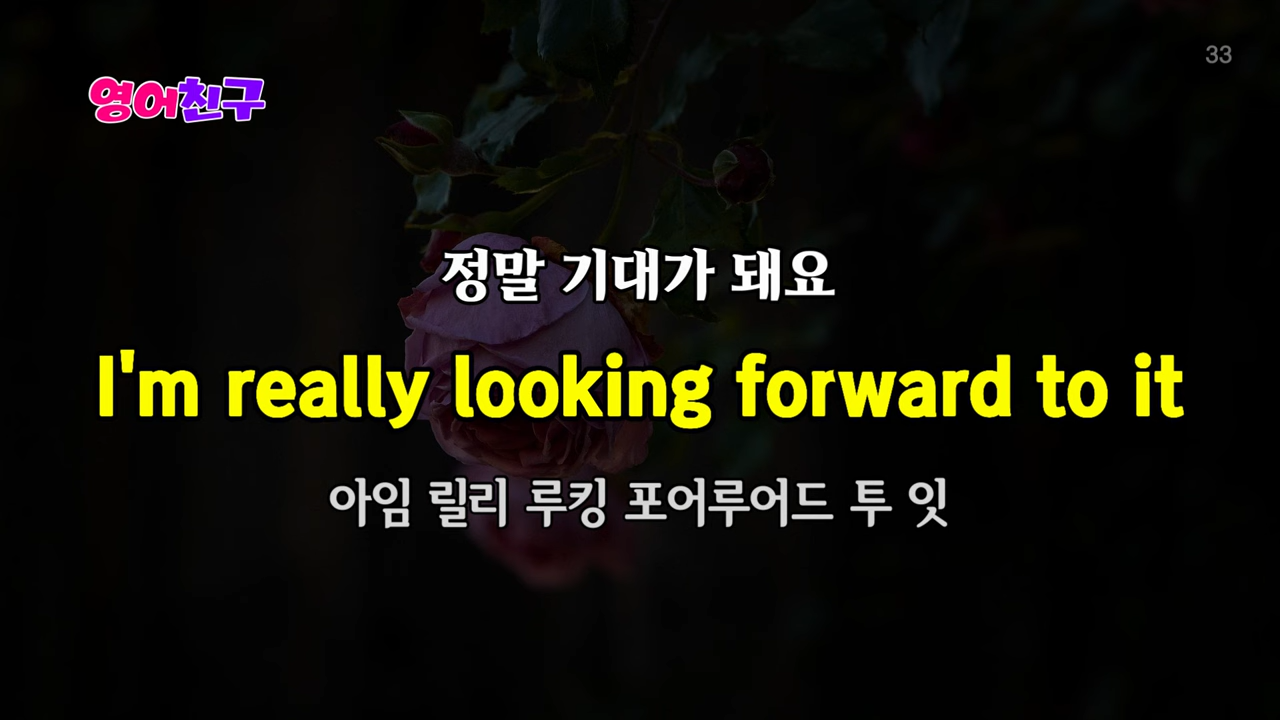 33
영어친구
정말 기대가 돼요
I'm really looking forward to it
아임 릴리 루킹 포어루어드 투 잇